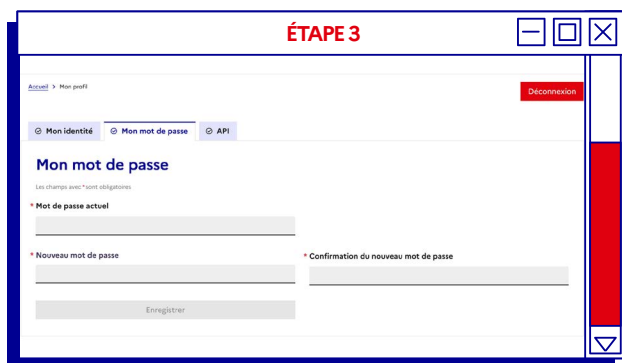 ÉTAPE 3
Accueil > Mon profil
Déconnexion
Mon identité Mon mot de passe API
Mon mot de passe
Les champs avec * sont obligatoires
* Mot de passe actuel
* Nouveau mot de passe * Confirmation du nouveau mot de passe
Enregistrer